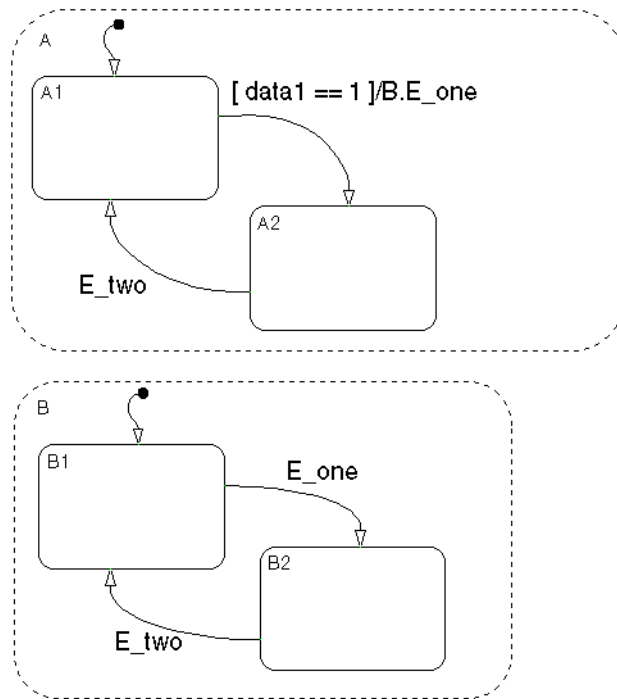 A
A1
[ data1 == 1 ]/B.E_one
A2
E_two
B
B1
E_one
B2
E_two